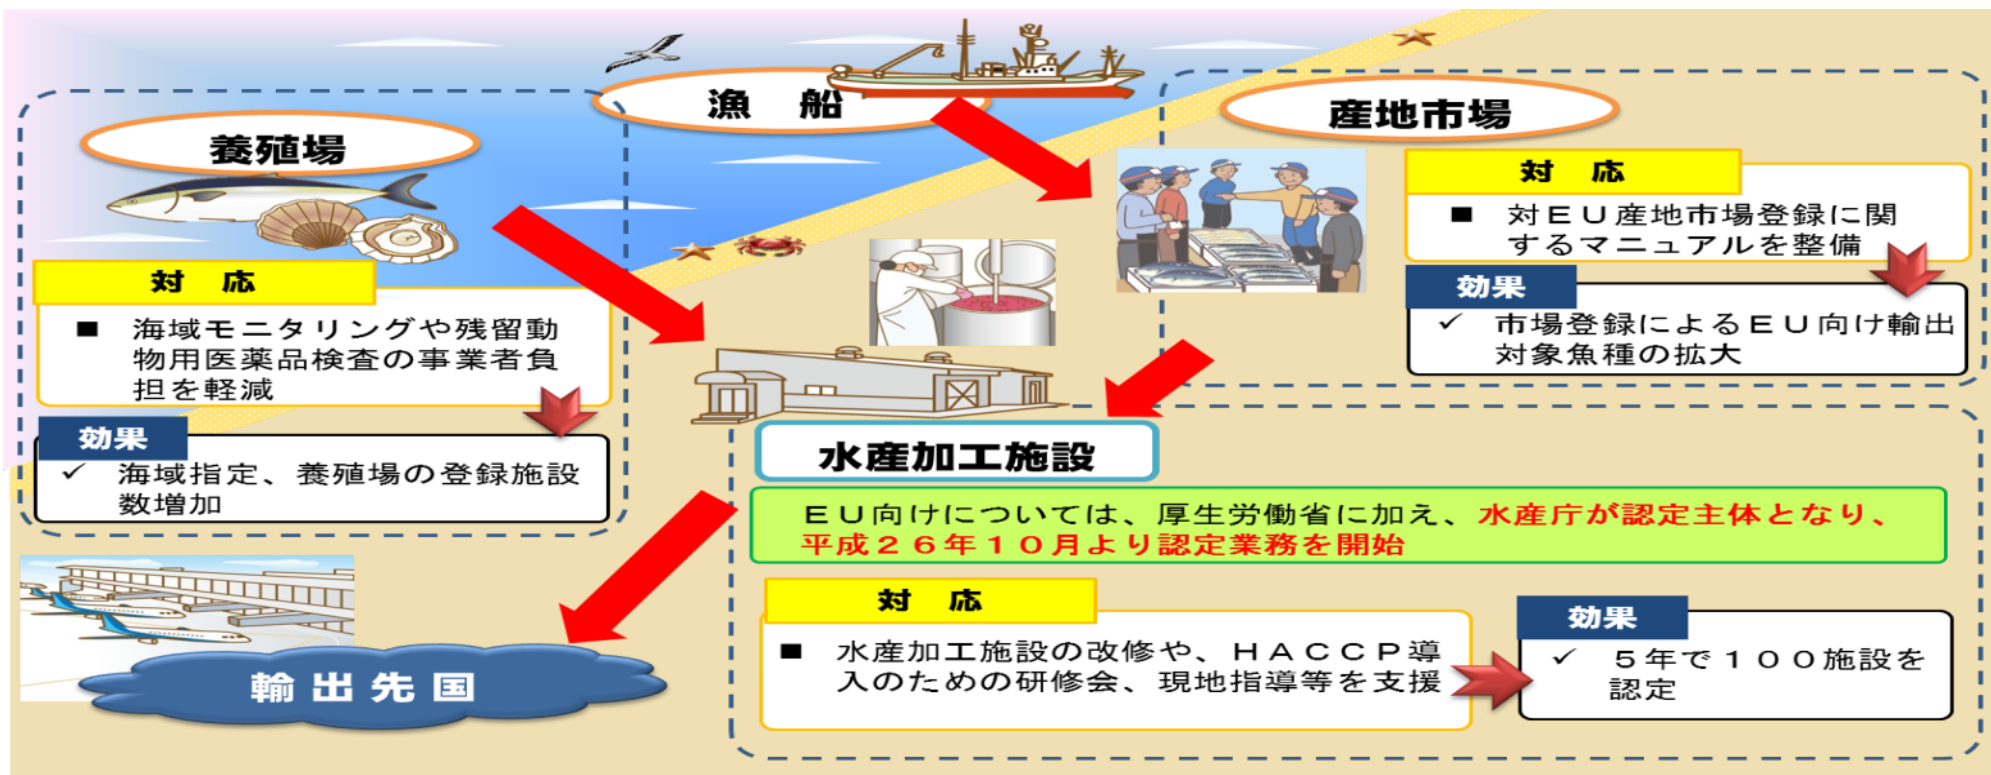 漁 船
養殖場
対 応
■ 海域モニタリングや残留動
物用医薬品検査の事業者負
担を軽減
効果
✓ 海域指定、養殖場の登録施設
数増加
産地市場
対 応
■ 対ＥＵ産地市場登録に関
するマニュアルを整備
効果
✓ 市場登録によるＥＵ向け輸出
対象魚種の拡大
水産加工施設
ＥＵ向けについては、厚生労働省に加え、水産庁が認定主体となり、
平成２６年１０月より認定業務を開始
対 応
■ 水産加工施設の改修や、ＨＡＣＣＰ導
入のための研修会、現地指導等を支援
効果
✓ ５年で１００施設を
認定
輸出先国